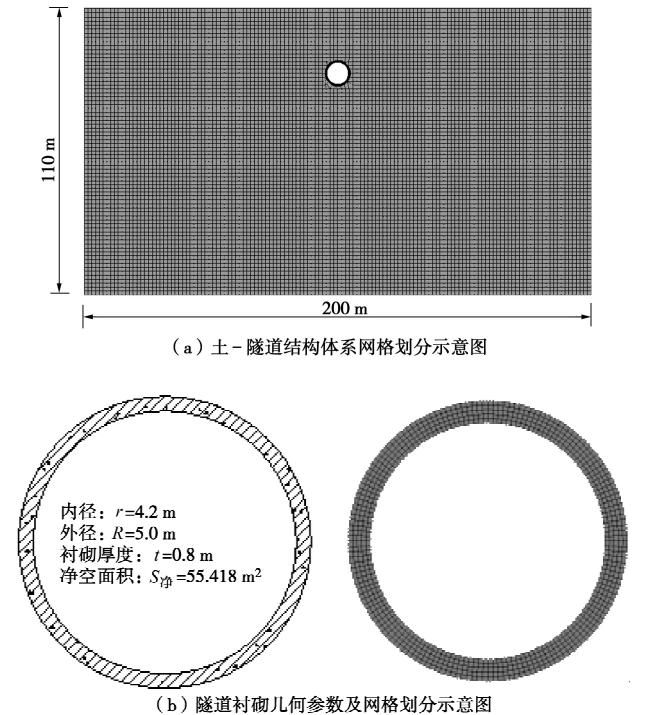 110 m
200 m
（a）土-隧道结构体系网格划分示意图
内径：r=4.2 m
外径：R=5.0 m
衬砌厚度：t=0.8 m
净空面积：S净=55.418 m²
（b）隧道衬砌几何参数及网格划分示意图